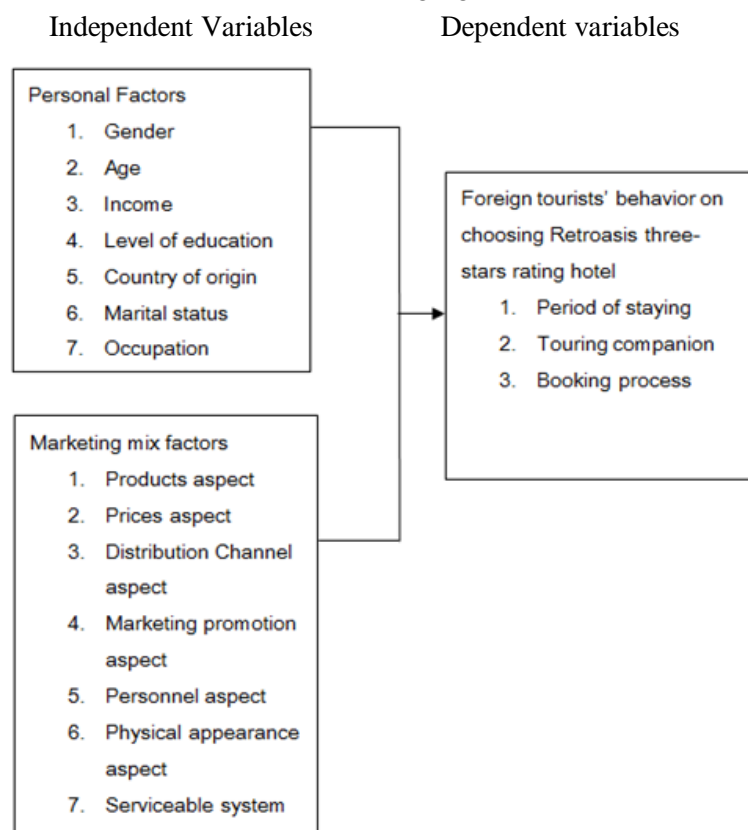 Independent Variables
Dependent variables
Personal Factors
1. Gender
2. Age
3. Income
4. Level of education
5. Country of origin
6. Marital status
7. Occupation
Marketing mix factors
1. Products aspect
2. Prices aspect
3. Distribution Channel
aspect
4. Marketing promotion
aspect
5. Personnel aspect
6. Physical appearance
aspect
7. Serviceable system
Foreign tourists' behavior on
choosing Retroasis three-
stars rating hotel
1. Period of staying
2. Touring companion
3. Booking process